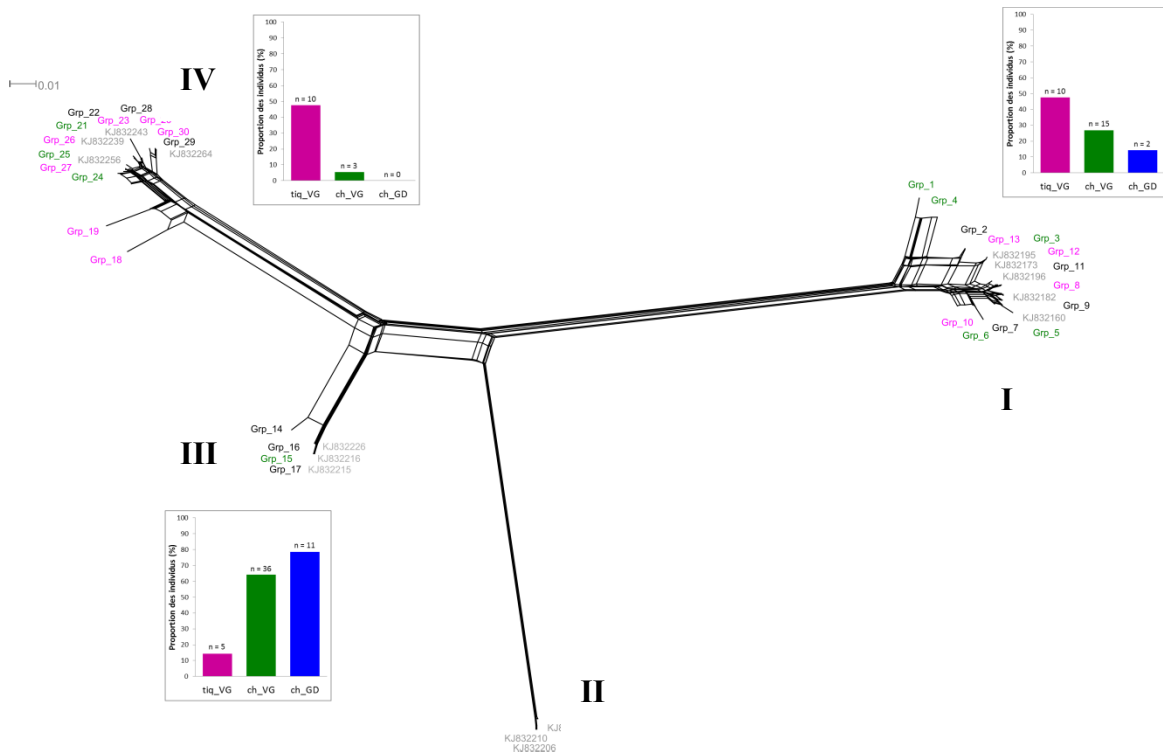 0.01
IV
Grp_22
Grp_28
Grp_21
Grp_23
Grp_26
KJ832243
Grp_30
KJ832239
Grp_29
Grp_25
KJ832256
KJ832264
Grp_27
Grp_24
Grp_19
Grp_18
Proportion des individus (%)
100
90
80
70
60
50
40
30
20
10
0
n = 10
n = 3
n = 0
tiq_VG ch_VG ch_GD
Proportion des individus (%)
100
90
80
70
60
50
40
30
20
10
0
n = 10
n = 15
n = 2
tiq_VG ch_VG ch_GD
Grp_1
Grp_4
Grp_2
Grp_13
Grp_3
KJ832195
Grp_12
KJ832173
Grp_11
KJ832196
Grp_8
KJ832182
Grp_9
KJ832160
Grp_10
Grp_7
Grp_6
Grp_5
I
Grp_14
Grp_16
KJ832226
Grp_15
KJ832216
Grp_17
KJ832215
III
Proportion des individus (%)
100
90
80
70
60
50
40
30
20
10
0
n = 5
n = 36
n = 11
tiq_VG ch_VG ch_GD
II
KJ832210
KJ832206